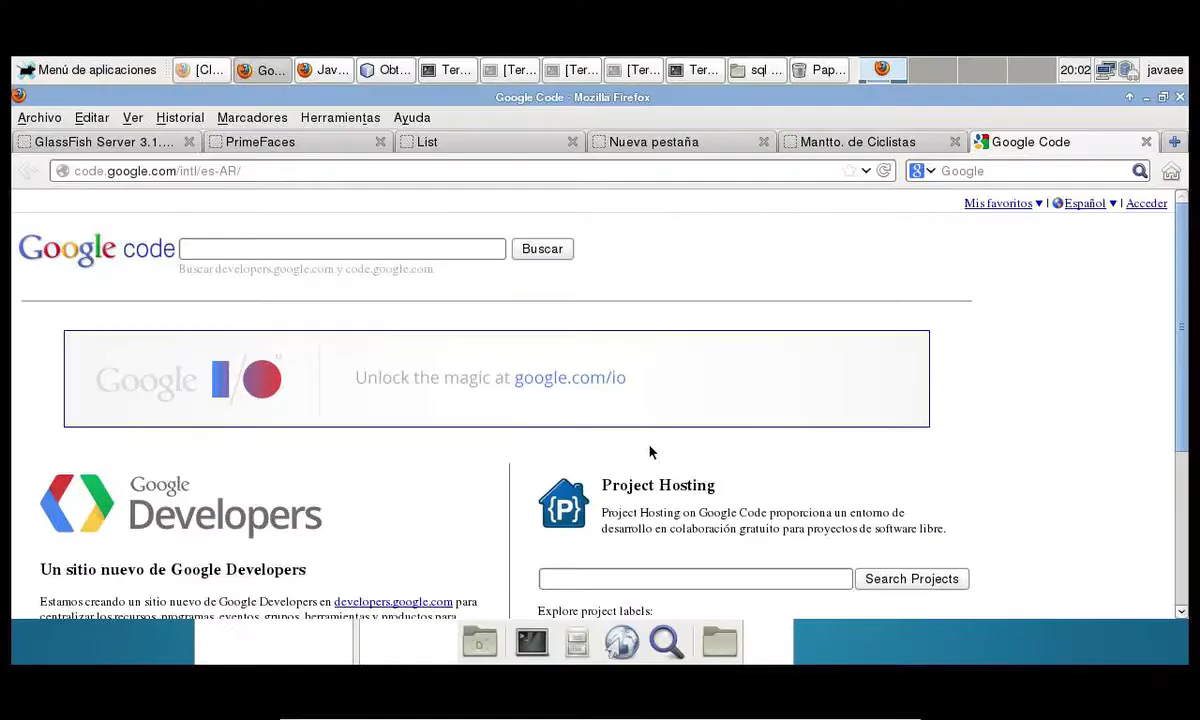 Menú de aplicaciones [Cl... Go... Jav... Obt... Ter... [Ter... [Ter... [Ter... Ter... sql ... Pap... 20:02 javaee
Google Code - Mozilla Firefox
Archivo Editar Ver Historial Marcadores Herramientas Ayuda
GlassFish Server 3.1.... PrimeFaces List Nueva pestaña Mantto. de Ciclistas Google Code
code.google.com/intl/es-AR/ Google
Mis favoritos ▼ | Español ▼ | Acceder
Google code Buscar
Buscar developers.google.com y code.google.com
Google I/O Unlock the magic at google.com/io
Google Developers
Un sitio nuevo de Google Developers
Estamos creando un sitio nuevo de Google Developers en developers.google.com para
centralizar los recursos, programas, eventos, grupos, herramientas y productos para
{P} Project Hosting
Project Hosting on Google Code proporciona un entorno de
desarrollo en colaboración gratuito para proyectos de software libre.
Search Projects
Explore project labels: